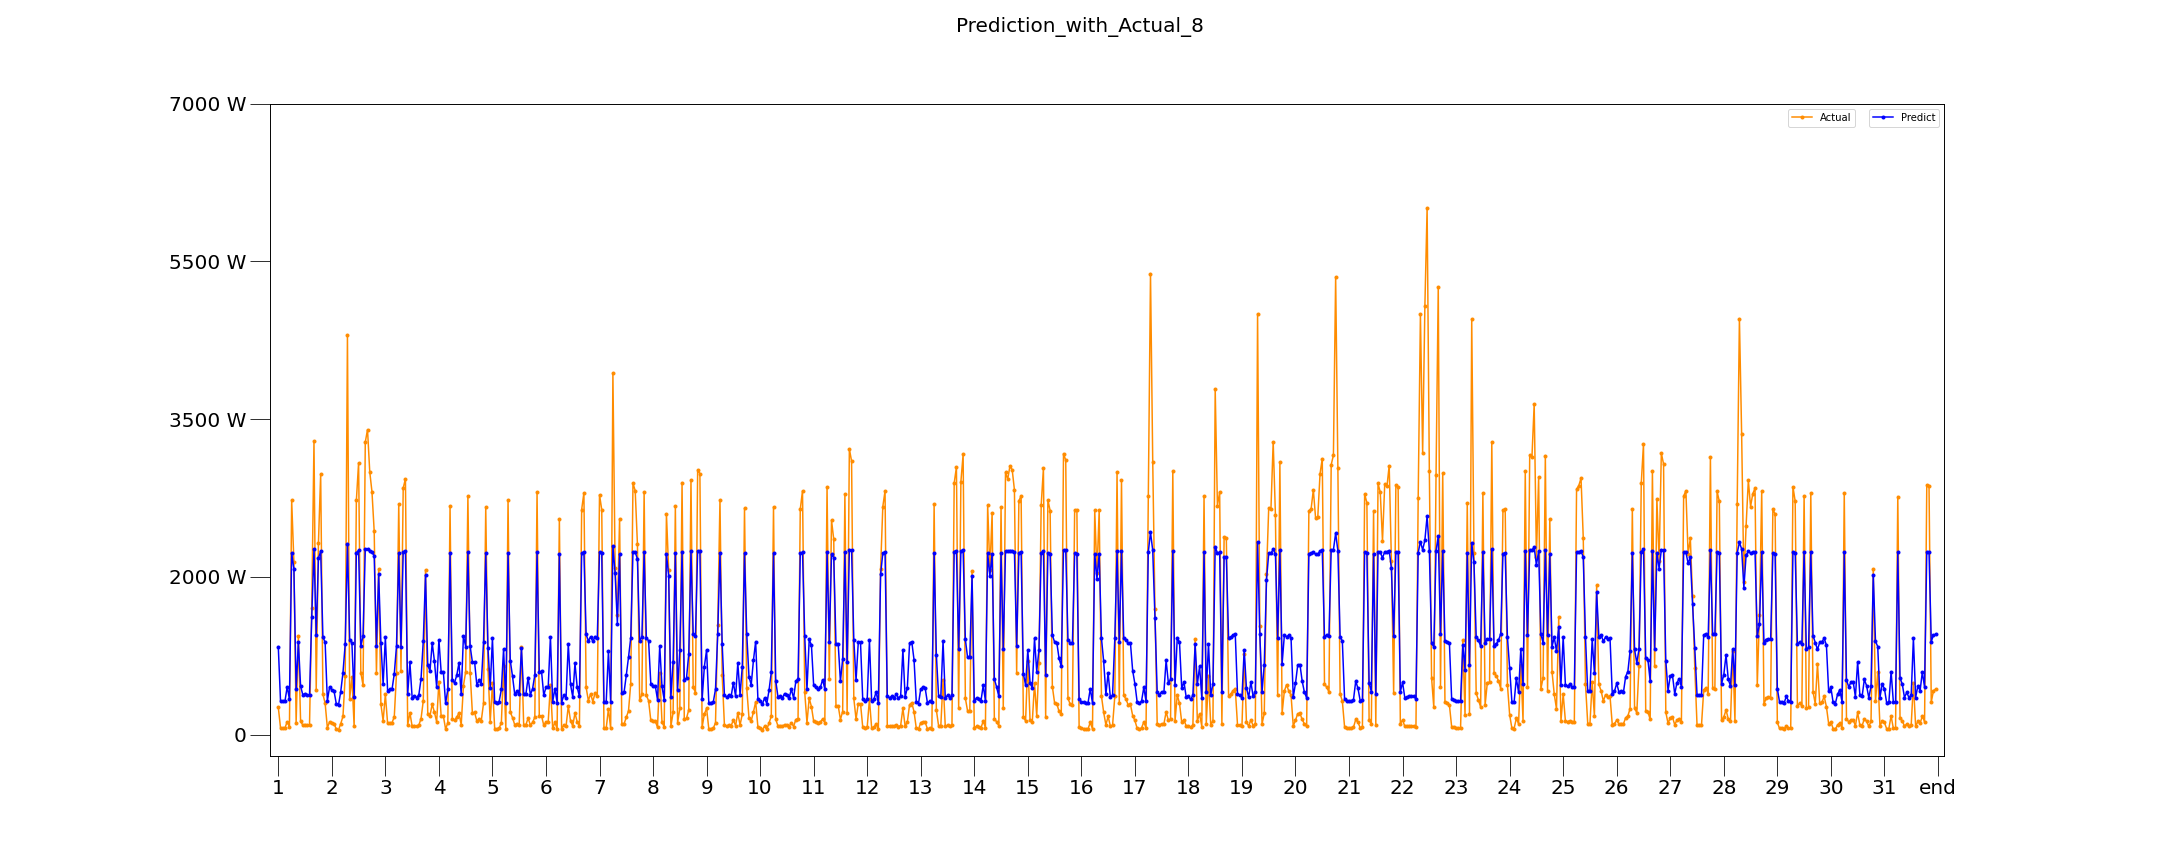 Prediction_with_Actual_8
7000 W
Actual Predict
5500 W
3500 W
2000 W
0
1 2 3 4 5 6 7 8 9 10 11 12 13 14 15 16 17 18 19 20 21 22 23 24 25 26 27 28 29 30 31 end